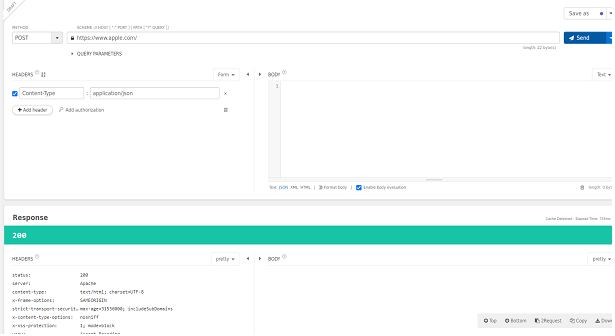 DRAFT
Save as
METHOD
SCHEME :// HOST [ ":" PORT ] [ PATH [ "?" QUERY ]]
POST
https://www.apple.com/
Send
length: 22 byte(s)
QUERY PARAMETERS
HEADERS
Form
BODY
Text
Content-Type : application/json
1
Add header
Add authorization
Text JSON XML HTML | Format body | Enable body evaluation
length: 0 byt
Response
Cache Detected - Elapsed Time:
200
HEADERS
pretty
BODY
pretty
status: 200
server: Apache
content-type: text/html; charset=UTF-8
x-frame-options: SAMEORIGIN
strict-transport-securit… max-age=31536000; includeSubDomains
x-content-type-options: nosniff
x-xss-protection: 1; mode=block
Top
Bottom
2Request
Copy
Down